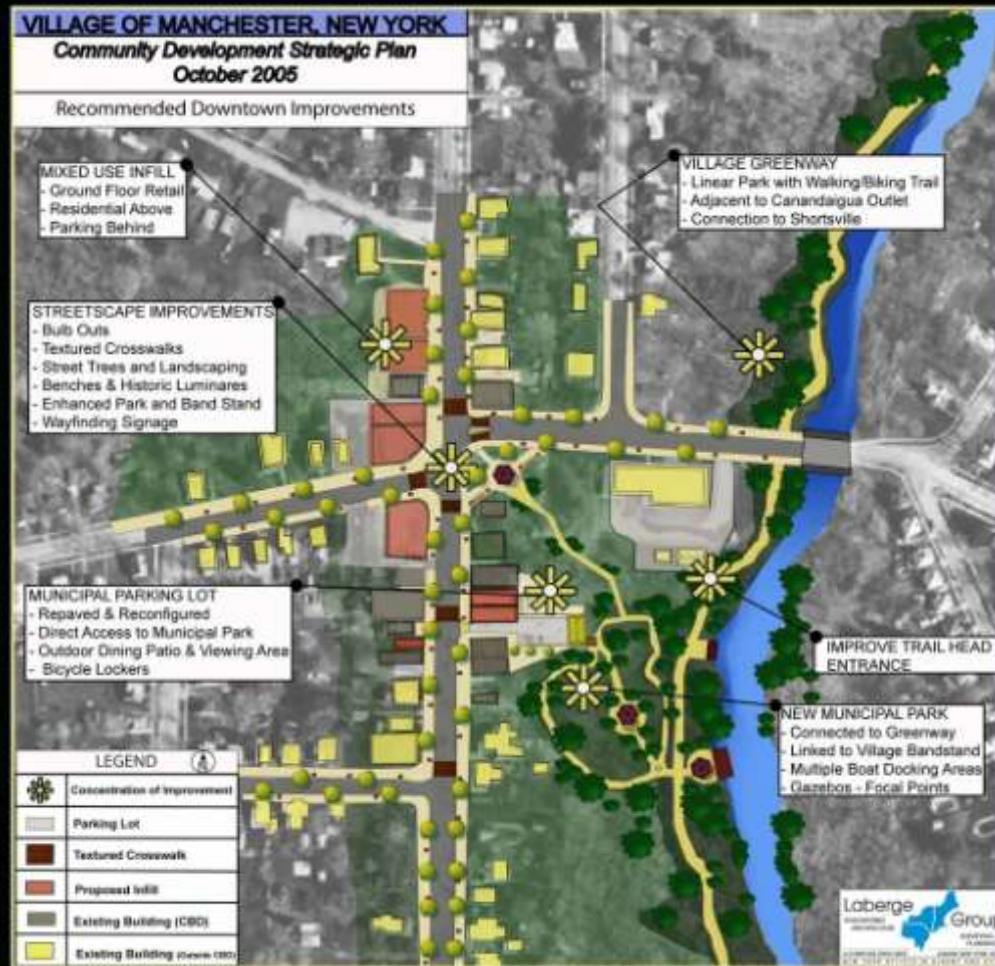 VILLAGE OF MANCHESTER, NEW YORK
Community Development Strategic Plan
October 2005
Recommended Downtown Improvements
MIXED USE INFILL
- Ground Floor Retail
- Residential Above
- Parking Behind
VILLAGE GREENWAY
- Linear Park with Walking/Biking Trail
- Adjacent to Canandaigua Outlet
- Connection to Shortsville
STREETSCAPE IMPROVEMENTS
- Bulb Outs
- Textured Crosswalks
- Street Trees and Landscaping
- Benches & Historic Luminares
- Enhanced Park and Band Stand
- Wayfinding Signage
MUNICIPAL PARKING LOT
- Repaved & Reconfigured
- Direct Access to Municipal Park
- Outdoor Dining Patio & Viewing Area
- Bicycle Lockers
IMPROVE TRAIL HEAD
ENTRANCE
NEW MUNICIPAL PARK
- Connected to Greenway
- Linked to Village Bandstand
- Multiple Boat Docking Areas
- Gazebos - Focal Points
LEGEND
Concentration of Improvement
Parking Lot
Textured Crosswalk
Proposed Infill
Existing Building (CBD)
Existing Building (Outside CBD)
Laberge
Group